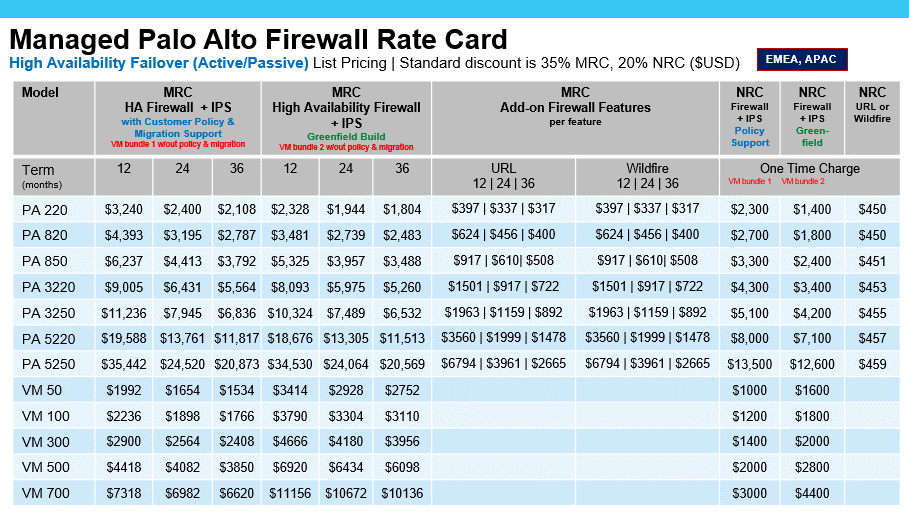 Managed Palo Alto Firewall Rate Card
High Availability Failover (Active/Passive) List Pricing | Standard discount is 35% MRC, 20% NRC ($USD)
EMEA, APAC
Model
MRC
HA Firewall + IPS
with Customer Policy &
Migration Support
VM bundle 1 w/out policy & migration
MRC
High Availability Firewall
+ IPS
Greenfield Build
VM bundle 2 w/out policy & migration
MRC
Add-on Firewall Features
per feature
NRC
Firewall
+ IPS
Policy
Support
NRC
Firewall
+ IPS
Green-
field
NRC
URL or
Wildfire
Term
(months)
12 24 36 12 24 36
URL
12 | 24 | 36
Wildfire
12 | 24 | 36
One Time Charge
VM bundle 1 VM bundle 2
PA 220 $3,240 $2,400 $2,108 $2,328 $1,944 $1,804 $397 | $337 | $317 $397 | $337 | $317 $2,300 $1,400 $450
PA 820 $4,393 $3,195 $2,787 $3,481 $2,739 $2,483 $624 | $456 | $400 $624 | $456 | $400 $2,700 $1,800 $450
PA 850 $6,237 $4,413 $3,792 $5,325 $3,957 $3,488 $917 | $610| $508 $917 | $610| $508 $3,300 $2,400 $451
PA 3220 $9,005 $6,431 $5,564 $8,093 $5,975 $5,260 $1501 | $917 | $722 $1501 | $917 | $722 $4,300 $3,400 $453
PA 3250 $11,236 $7,945 $6,836 $10,324 $7,489 $6,532 $1963 | $1159 | $892 $1963 | $1159 | $892 $5,100 $4,200 $455
PA 5220 $19,588 $13,761 $11,817 $18,676 $13,305 $11,513 $3560 | $1999 | $1478 $3560 | $1999 | $1478 $8,000 $7,100 $457
PA 5250 $35,442 $24,520 $20,873 $34,530 $24,064 $20,569 $6794 | $3961 | $2665 $6794 | $3961 | $2665 $13,500 $12,600 $459
VM 50 $1992 $1654 $1534 $3414 $2928 $2752 $1000 $1600
VM 100 $2236 $1898 $1766 $3790 $3304 $3110 $1200 $1800
VM 300 $2900 $2564 $2408 $4666 $4180 $3956 $1400 $2000
VM 500 $4418 $4082 $3850 $6920 $6434 $6098 $2000 $2800
VM 700 $7318 $6982 $6620 $11156 $10672 $10136 $3000 $4400